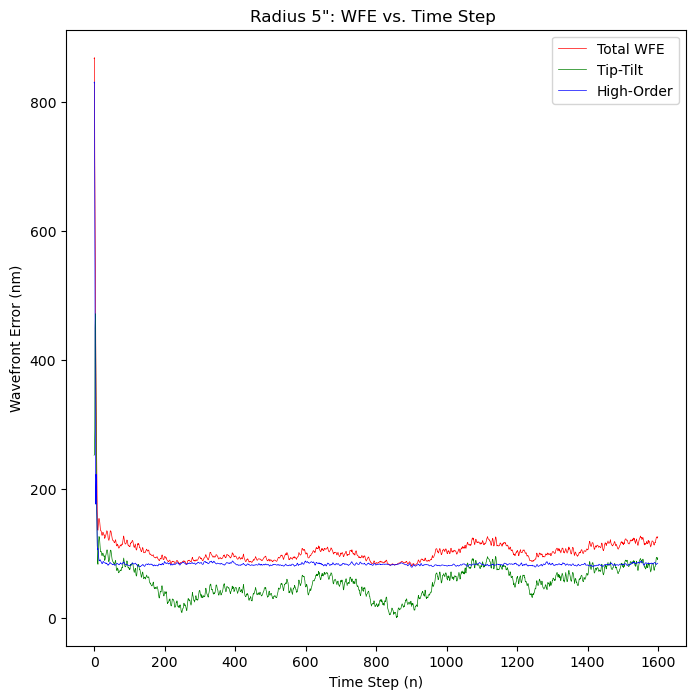 Radius 5": WFE vs. Time Step
Total WFE
Tip-Tilt
High-Order
Wavefront Error (nm)
800
600
400
200
0
0 200 400 600 800 1000 1200 1400 1600
Time Step (n)